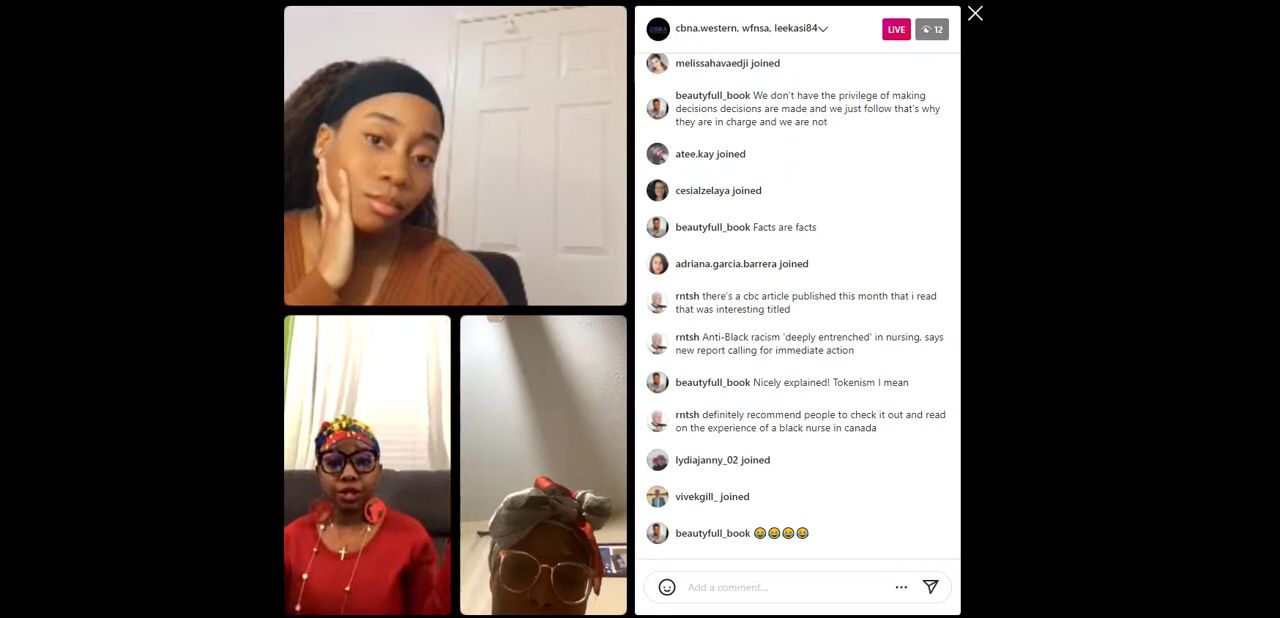 cbna.western, wfnsa, leekasi84
LIVE
12
melissahavaedji joined
beautyfull_book We don't have the privilege of making
decisions decisions are made and we just follow that's why
they are in charge and we are not
atee.kay joined
cesialzelaya joined
beautyfull_book Facts are facts
adriana.garcia.barrera joined
rntsh there's a cbc article published this month that i read
that was interesting titled
rntsh Anti-Black racism 'deeply entrenched' in nursing, says
new report calling for immediate action
beautyfull_book Nicely explained! Tokenism I mean
rntsh definitely recommend people to check it out and read
on the experience of a black nurse in canada
lydiajanny_02 joined
vivekgill_ joined
beautyfull_book 😂😂😂😂
Add a comment...